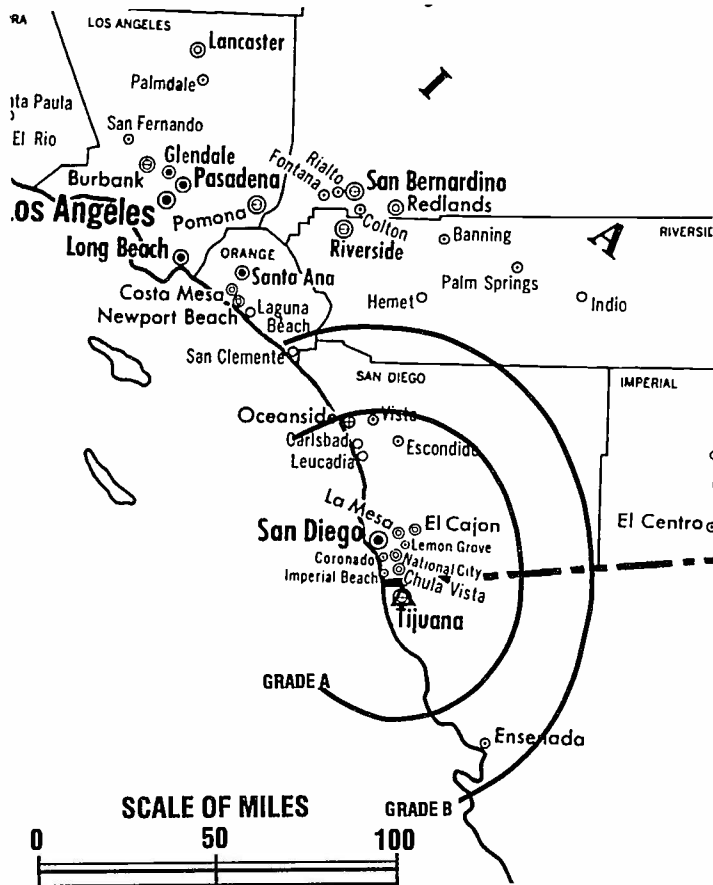 RA
LOS ANGELES
Lancaster
Palmdale
nta Paula
El Rio
San Fernando
Glendale
Burbank
Pasadena
Los Angeles
Pomona
Fontana
Rialto
San Bernardino
Redlands
Colton
Riverside
Banning
I
A
RIVERSID
Long Beach
ORANGE
Santa Ana
Costa Mesa
Newport Beach
Laguna
Beach
Hemet
Palm Springs
Indio
San Clemente
SAN DIEGO
IMPERIAL
Oceanside
Vista
Carlsbad
Escondido
Leucadia
La Mesa
El Cajon
El Centro
San Diego
Lemon Grove
Coronado
National City
Imperial Beach
Chula Vista
Tijuana
GRADE A
Ensenada
GRADE B
SCALE OF MILES
0 50 100